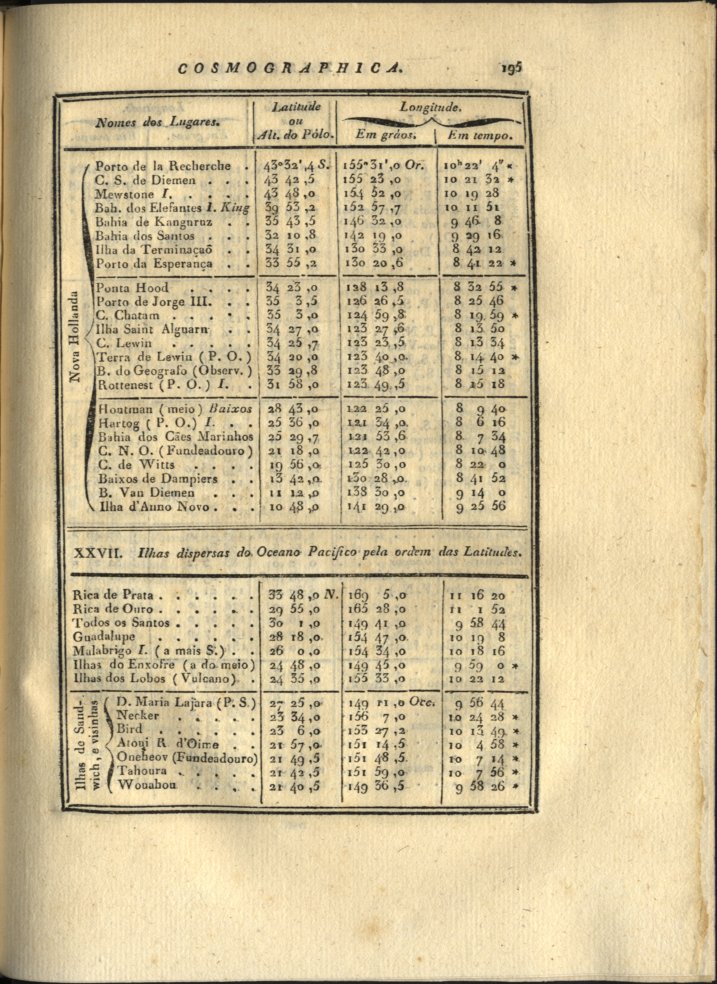 COSMOGRAPHICA. 195
Nomes dos Lugares. Latitude ou Alt. do Pólo. Longitude. Em gráos. Em tempo.
Nova Hollanda
Porto de la Recherche . 43°32',4 S. 155°31',0 Or. 10h22' 4"*
C. S. de Diemen . . . 43 42 ,5 155 23 ,0 10 21 32 *
Mewstone I. . . . . 43 48 ,0 154 52 ,0 10 19 28
Bah. dos Elefantes I. King 39 53 ,2 152 57 ,7 10 11 51
Bahia de Kanguruz . . 35 43 ,5 146 32 ,0 9 46 8
Bahia dos Santos . . . 32 10 ,8 142 19 ,0 9 29 16
Ilha da Terminaçaõ . . 34 31 ,0 130 33 ,0 8 42 12
Porto da Esperança . . 33 55 ,2 130 20 ,6 8 41 22 *
Ponta Hood . . . . 34 23 ,0 128 13 ,8 8 32 55 *
Porto de Jorge III. . . 35 3 ,5 126 26 ,5 8 25 46
C. Chatam . . . . 35 3 ,0 124 59 ,8 8 19 59 *
Ilha Saint Alguarn . . 34 27 ,0 123 27 ,6 8 13 50
C. Lewin . . . . . 34 25 ,7 123 23 ,5 8 13 34
Terra de Lewin ( P. O. ) 34 20 ,0 123 40 ,0 8 14 40 *
B. do Geografo (Observ. ) 33 29 ,8 123 48 ,0 8 15 12
Rottenest ( P. O. ) I. . 31 58 ,0 123 49 ,5 8 15 18
Houtman ( meio ) Baixos 28 43 ,0 122 25 ,0 8 9 40
Hartog ( P. O.) I. . . 25 36 ,0 121 34 ,0 8 6 16
Bahia dos Cães Marinhos 25 29 ,7 121 53 ,6 8 7 34
C. N. O. (Fundeadouro ) 21 18 ,0 122 42 ,0 8 10 48
C. de Witts . . . . 19 56 ,0 125 30 ,0 8 22 0
Baixos de Dampiers . . 13 42 ,0 130 28 ,0 8 41 52
B. Van Diemen . . . 11 12 ,0 138 30 ,0 9 14 0
Ilha d'Anno Novo . . . 10 48 ,0 141 29 ,0 9 25 56
XXVII. Ilhas dispersas do Oceano Pacifico pela ordem das Latitudes.
Rica de Prata . . . . . . 33 48 ,0 N. 169 5 ,0 11 16 20
Rica de Ouro . . . . . . 29 55 ,0 165 28 ,0 11 1 52
Todos os Santos . . . . . 30 1 ,0 149 41 ,0 9 58 44
Guadalupe . . . . . . 28 18 ,0 154 47 ,0 10 19 8
Malabrigo I. ( a mais S.) . . 26 0 ,0 154 34 ,0 10 18 16
Ilhas do Enxofre ( a do meio) 24 48 ,0 149 45 ,0 9 59 0 *
Ilhas dos Lobos ( Vulcano) . 24 35 ,0 155 33 ,0 10 22 12
Ilhas de Sandwich, e visinhas
D. Maria Lajara ( P. S.) 27 25 ,0 149 11 ,0 Occ. 9 56 44
Necker . . . . . 23 34 ,0 156 7 ,0 10 24 28 *
Bird . . . . . 23 6 ,0 153 27 ,2 10 13 49 *
Atoui R. d'Oime . . 21 57 ,0 151 14 ,5 10 4 58 *
Oneheov (Fundeadouro) 21 49 ,5 151 48 ,5 10 7 14 *
Tahoura . . . . . 21 42 ,5 151 59 ,0 10 7 56 *
Wouahou . . . . 21 40 ,5 149 36 ,5 9 58 26 *